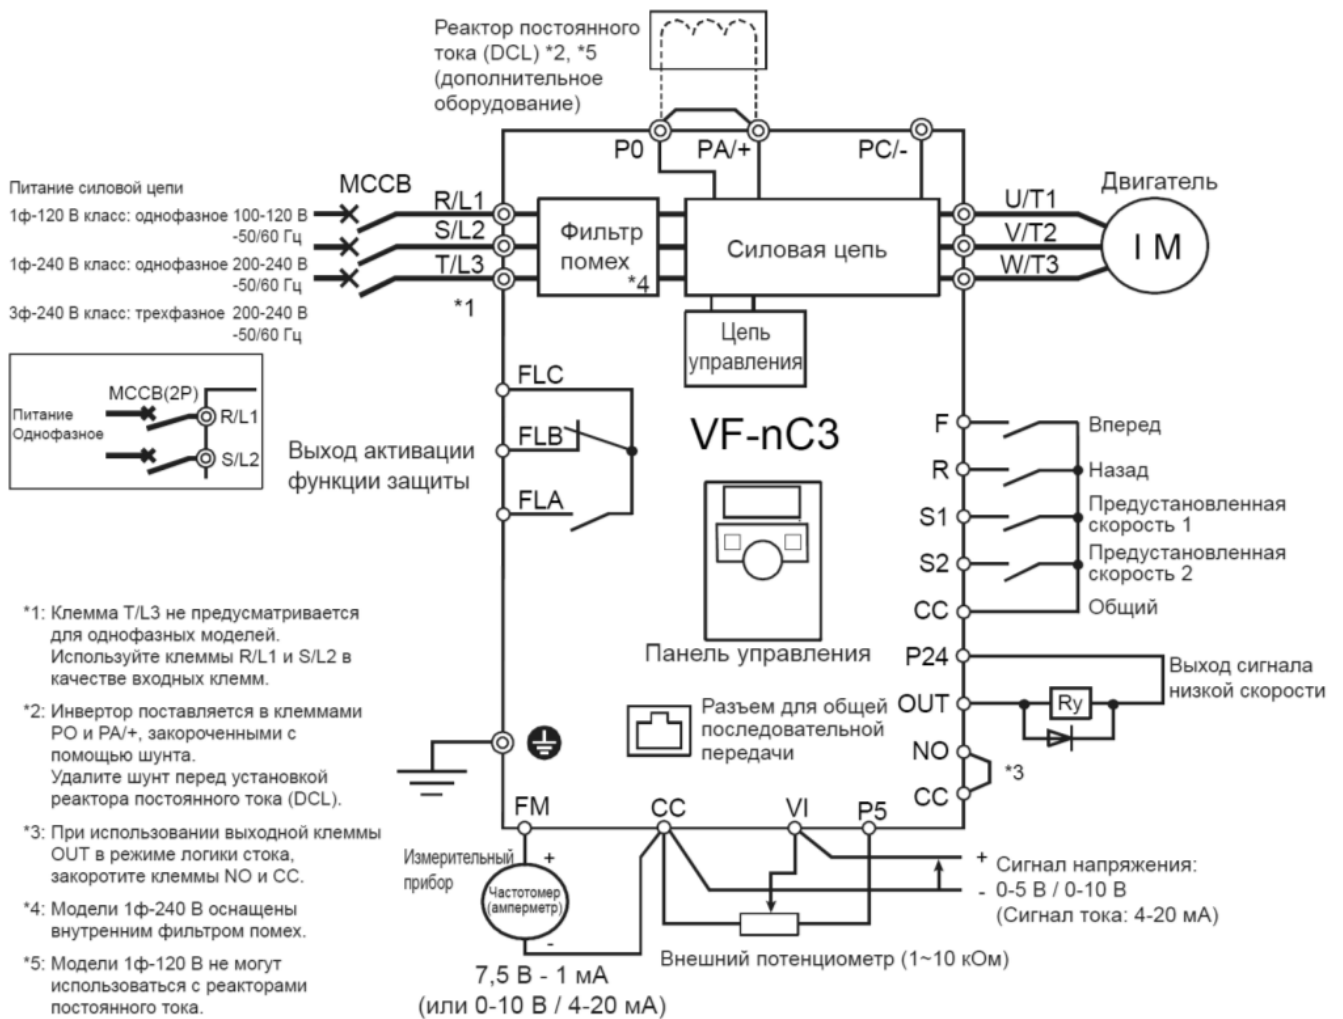 Реактор постоянного
тока (DCL) *2, *5
(дополнительное
оборудование)
P0
PA/+
PC/-
Питание силовой цепи
1ф-120 В класс: однофазное 100-120 В
-50/60 Гц
1ф-240 В класс: однофазное 200-240 В
-50/60 Гц
3ф-240 В класс: трехфазное 200-240 В
-50/60 Гц
MCCB
R/L1
S/L2
T/L3
*1
Фильтр
помех
*4
Силовая цепь
Цепь
управления
U/T1
V/T2
W/T3
Двигатель
I M
MCCB(2P)
Питание
Однофазное
R/L1
S/L2
Выход активации
функции защиты
FLC
FLB
FLA
VF-nC3
Панель управления
Разъем для общей
последовательной
передачи
F
Вперед
R
Назад
S1
Предустановленная
скорость 1
S2
Предустановленная
скорость 2
CC
Общий
P24
Выход сигнала
низкой скорости
OUT
Ry
NO
*3
CC
*1: Клемма T/L3 не предусматривается
для однофазных моделей.
Используйте клеммы R/L1 и S/L2 в
качестве входных клемм.
*2: Инвертор поставляется в клеммами
PO и PA/+, закороченными с
помощью шунта.
Удалите шунт перед установкой
реактора постоянного тока (DCL).
*3: При использовании выходной клеммы
OUT в режиме логики стока,
закоротите клеммы NO и CC.
*4: Модели 1ф-240 В оснащены
внутренним фильтром помех.
*5: Модели 1ф-120 В не могут
использоваться с реакторами
постоянного тока.
FM
CC
VI
P5
Измерительный
прибор
+
Частотомер
(амперметр)
-
7,5 В - 1 мА
(или 0-10 В / 4-20 мА)
Внешний потенциометр (1~10 кОм)
+ Сигнал напряжения:
- 0-5 В / 0-10 В
(Сигнал тока: 4-20 мА)